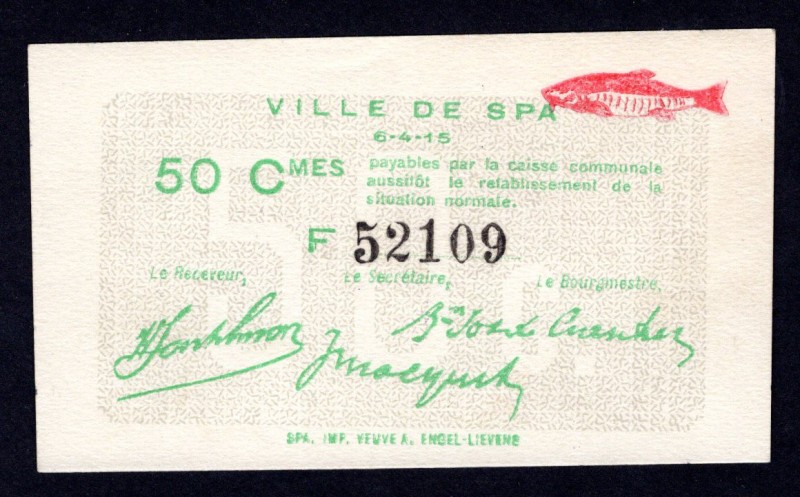 VILLE DE SPA
6-4-15
50 CMES
payables par la caisse communale
aussitôt le rétablissement de la
situation normale.
F 52109
Le Receveur, Le Secrétaire, Le Bourgmestre,
SPA. IMP. VEUVE A. ENGEL-LIEVENS